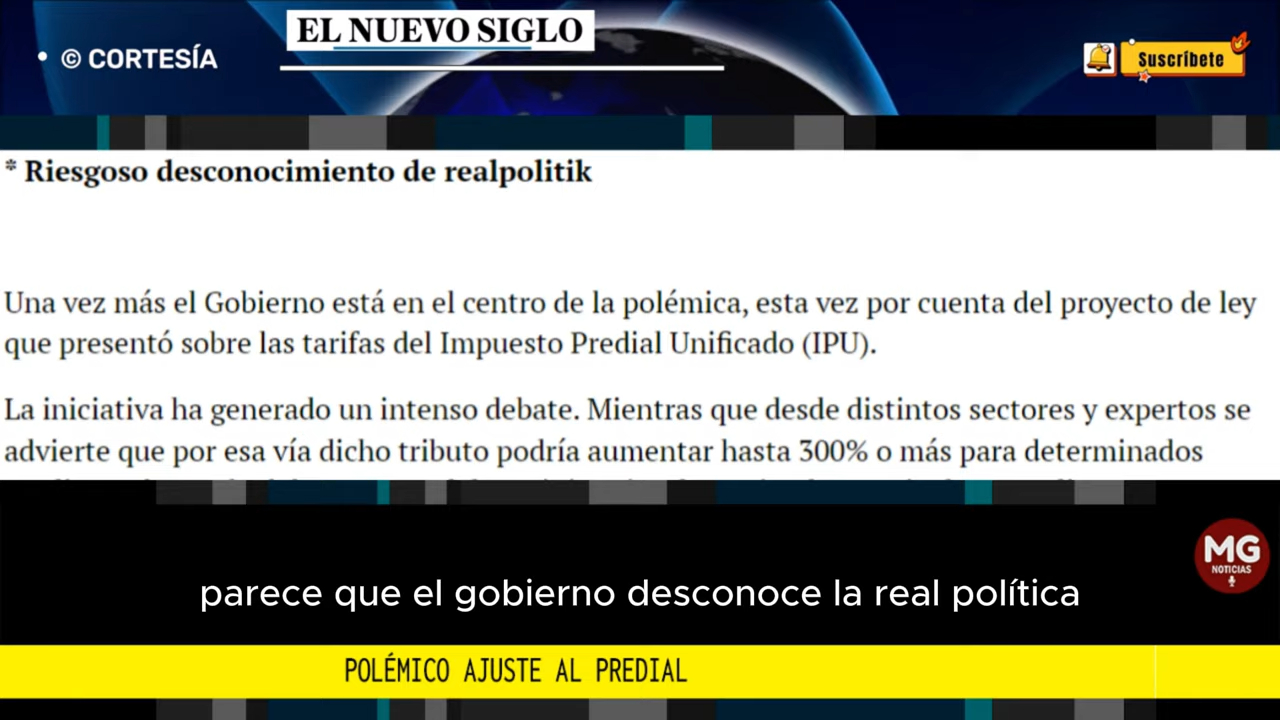 © CORTESÍA
EL NUEVO SIGLO
Suscríbete
* Riesgoso desconocimiento de realpolitik
Una vez más el Gobierno está en el centro de la polémica, esta vez por cuenta del proyecto de ley
que presentó sobre las tarifas del Impuesto Predial Unificado (IPU).
La iniciativa ha generado un intenso debate. Mientras que desde distintos sectores y expertos se
advierte que por esa vía dicho tributo podría aumentar hasta 300% o más para determinados
MG
NOTICIAS
parece que el gobierno desconoce la real política
POLÉMICO AJUSTE AL PREDIAL